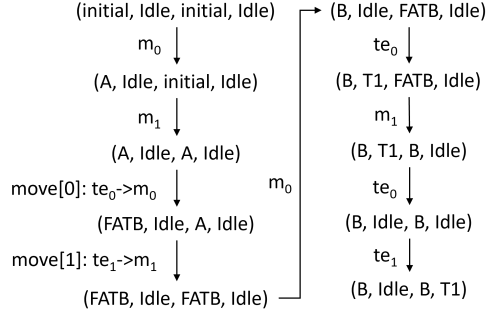 (initial, Idle, initial, Idle)
m₀
(A, Idle, initial, Idle)
m₁
(A, Idle, A, Idle)
move[0]: te₀->m₀
(FATB, Idle, A, Idle)
move[1]: te₁->m₁
(FATB, Idle, FATB, Idle)
m₀
(B, Idle, FATB, Idle)
te₀
(B, T1, FATB, Idle)
m₁
(B, T1, B, Idle)
te₀
(B, Idle, B, Idle)
te₁
(B, Idle, B, T1)